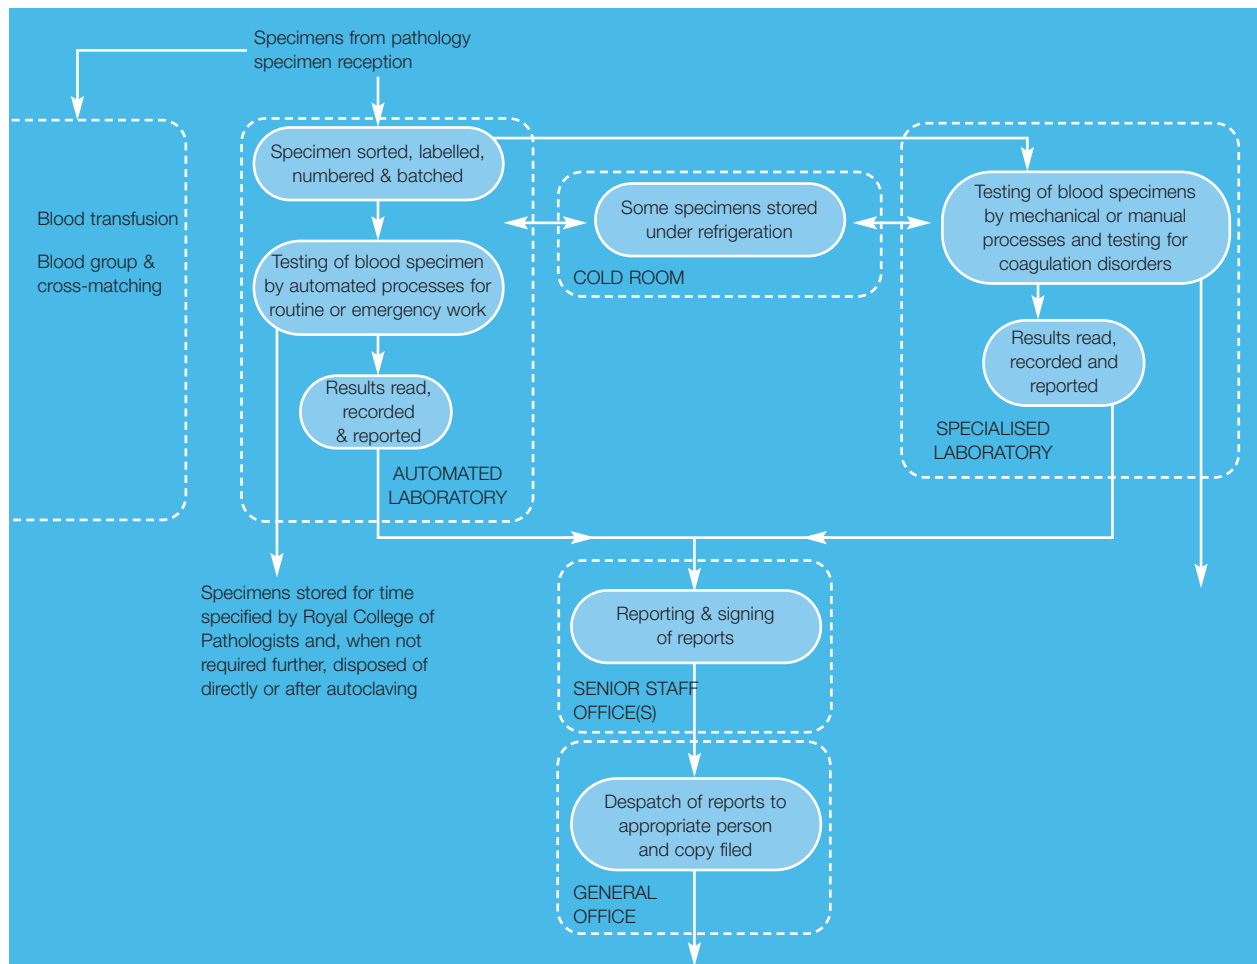 Specimens from pathology
specimen reception
Blood transfusion
Blood group &
cross-matching
Specimen sorted, labelled,
numbered & batched
Testing of blood specimen
by automated processes for
routine or emergency work
Results read,
recorded
& reported
AUTOMATED
LABORATORY
Some specimens stored
under refrigeration
COLD ROOM
Testing of blood specimens
by mechanical or manual
processes and testing for
coagulation disorders
Results read,
recorded and
reported
SPECIALISED
LABORATORY
Specimens stored for time
specified by Royal College of
Pathologists and, when not
required further, disposed of
directly or after autoclaving
Reporting & signing
of reports
SENIOR STAFF
OFFICE(S)
Despatch of reports to
appropriate person
and copy filed
GENERAL
OFFICE